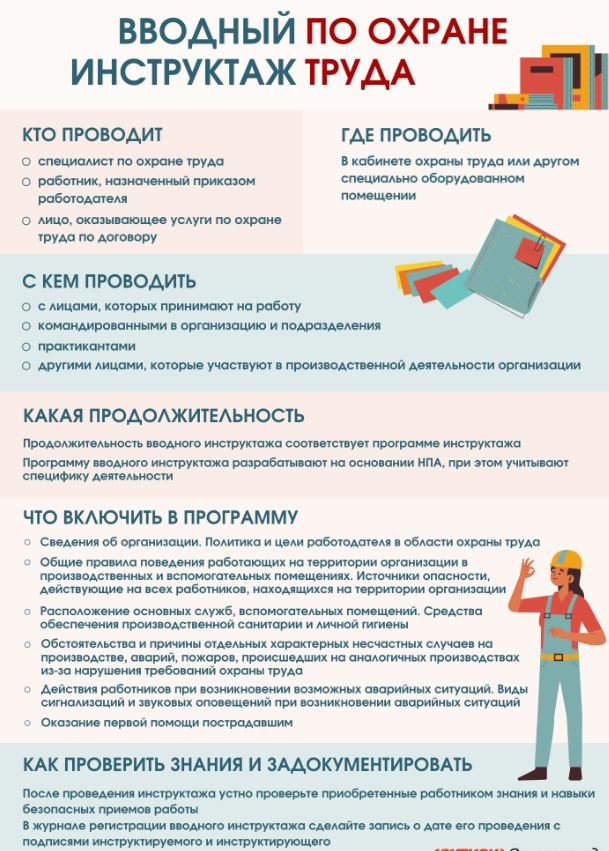 ВВОДНЫЙ ПО ОХРАНЕ
ИНСТРУКТАЖ ТРУДА
КТО ПРОВОДИТ
специалист по охране труда
работник, назначенный приказом
работодателя
лицо, оказывающее услуги по охране
труда по договору
ГДЕ ПРОВОДИТЬ
В кабинете охраны труда или другом
специально оборудованном
помещении
С КЕМ ПРОВОДИТЬ
с лицами, которых принимают на работу
командированными в организацию и подразделения
практикантами
другими лицами, которые участвуют в производственной деятельности организации
КАКАЯ ПРОДОЛЖИТЕЛЬНОСТЬ
Продолжительность вводного инструктажа соответствует программе инструктажа
Программу вводного инструктажа разрабатывают на основании НПА, при этом учитывают
специфику деятельности
ЧТО ВКЛЮЧИТЬ В ПРОГРАММУ
Сведения об организации. Политика и цели работодателя в области охраны труда
Общие правила поведения работающих на территории организации в
производственных и вспомогательных помещениях. Источники опасности,
действующие на всех работников, находящихся на территории организации
Расположение основных служб, вспомогательных помещений. Средства
обеспечения производственной санитарии и личной гигиены
Обстоятельства и причины отдельных характерных несчастных случаев на
производстве, аварий, пожаров, происшедших на аналогичных производствах
из-за нарушения требований охраны труда
Действия работников при возникновении возможных аварийных ситуаций. Виды
сигнализаций и звуковых оповещений при возникновении аварийных ситуаций
Оказание первой помощи пострадавшим
КАК ПРОВЕРИТЬ ЗНАНИЯ И ЗАДОКУМЕНТИРОВАТЬ
После проведения инструктажа устно проверьте приобретенные работником знания и навыки
безопасных приемов работы
В журнале регистрации вводного инструктажа сделайте запись о дате его проведения с
подписями инструктируемого и инструктирующего